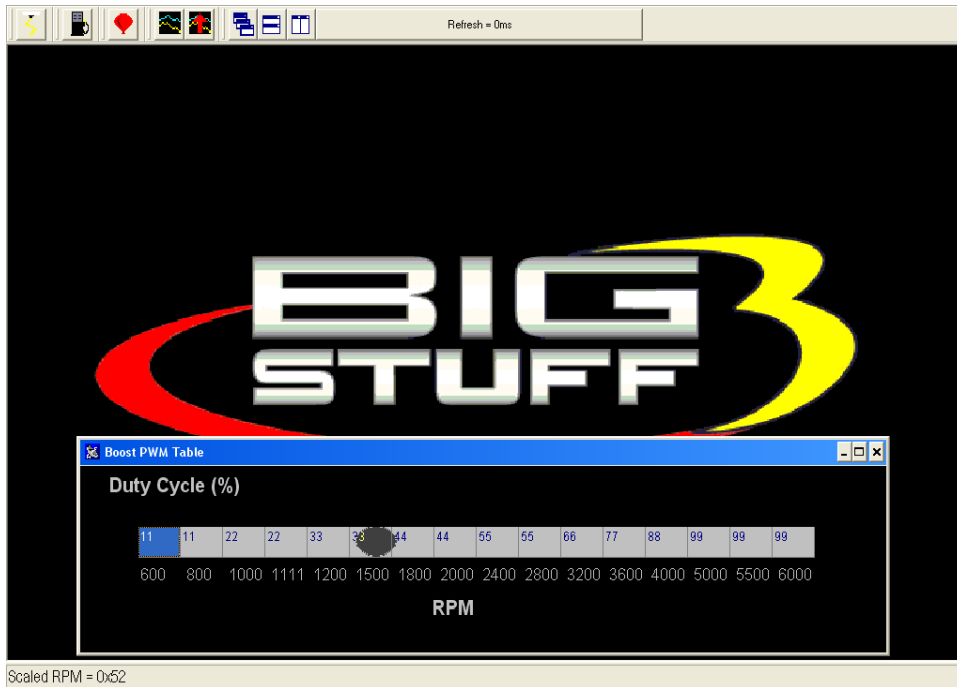 Refresh = 0ms
BIG 3
STUFF
Boost PWM Table
Duty Cycle (%)
11 11 22 22 33 33 44 44 55 55 66 77 88 99 99 99
600 800 1000 1111 1200 1500 1800 2000 2400 2800 3200 3600 4000 5000 5500 6000
RPM
Scaled RPM = 0x52